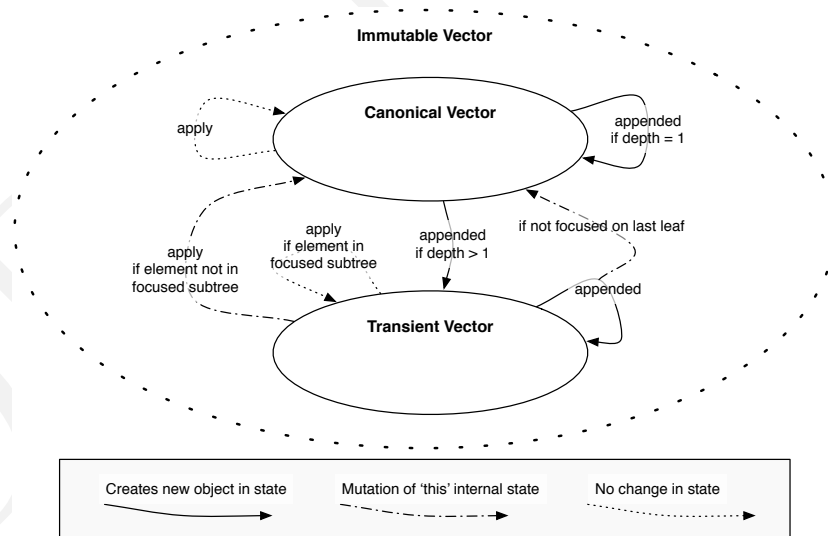 Immutable Vector
Canonical Vector
apply
appended
if depth = 1
apply
if element not in
focused subtree
apply
if element in
focused subtree
appended
if depth > 1
if not focused on last leaf
appended
Transient Vector
Creates new object in state
Mutation of ‘this’ internal state
No change in state